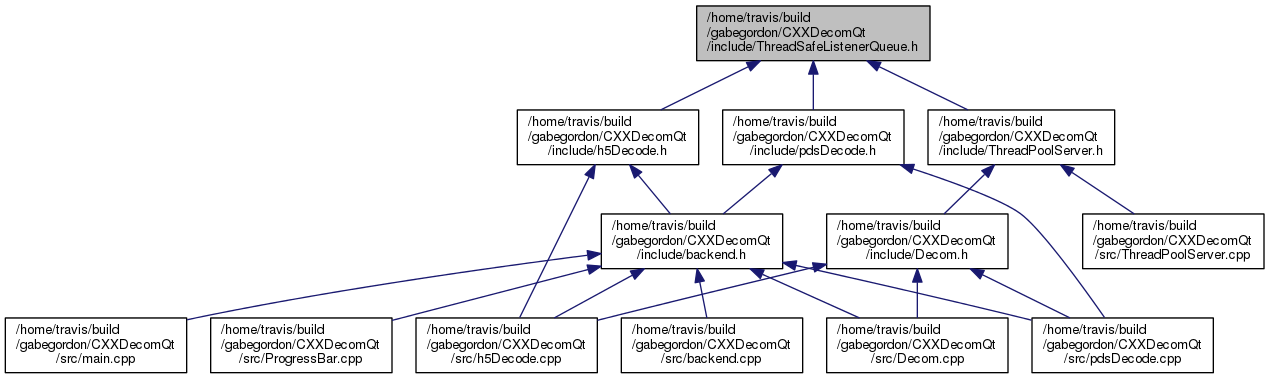 /home/travis/build
/gabegordon/CXXDecomQt
/include/ThreadSafeListenerQueue.h
/home/travis/build
/gabegordon/CXXDecomQt
/include/h5Decode.h
/home/travis/build
/gabegordon/CXXDecomQt
/include/pdsDecode.h
/home/travis/build
/gabegordon/CXXDecomQt
/include/ThreadPoolServer.h
/home/travis/build
/gabegordon/CXXDecomQt
/include/backend.h
/home/travis/build
/gabegordon/CXXDecomQt
/include/Decom.h
/home/travis/build
/gabegordon/CXXDecomQt
/src/ThreadPoolServer.cpp
/home/travis/build
/gabegordon/CXXDecomQt
/src/main.cpp
/home/travis/build
/gabegordon/CXXDecomQt
/src/ProgressBar.cpp
/home/travis/build
/gabegordon/CXXDecomQt
/src/h5Decode.cpp
/home/travis/build
/gabegordon/CXXDecomQt
/src/backend.cpp
/home/travis/build
/gabegordon/CXXDecomQt
/src/Decom.cpp
/home/travis/build
/gabegordon/CXXDecomQt
/src/pdsDecode.cpp